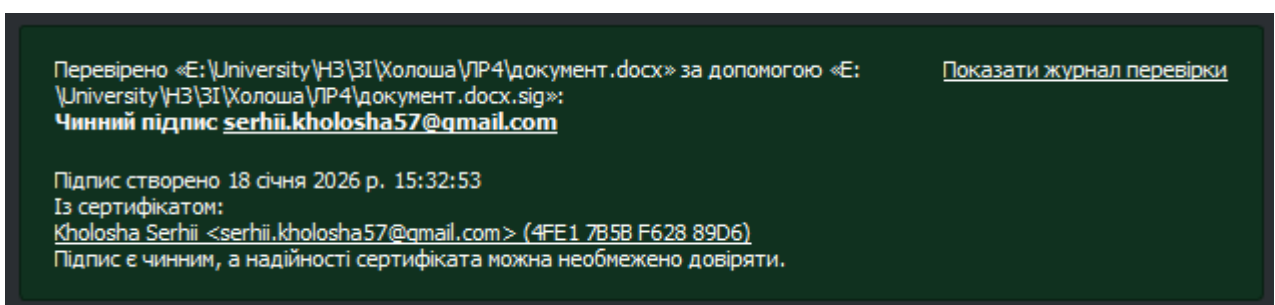 Перевірено «E:\University\НЗ\ЗІ\Холоша\ЛР4\документ.docx» за допомогою «E:
Показати журнал перевірки
\University\НЗ\ЗІ\Холоша\ЛР4\документ.docx.sig»:
Чинний підпис serhii.kholosha57@gmail.com
Підпис створено 18 січня 2026 р. 15:32:53
Із сертифікатом:
Kholosha Serhii <serhii.kholosha57@gmail.com> (4FE1 7B5B F628 89D6)
Підпис є чинним, а надійності сертифіката можна необмежено довіряти.